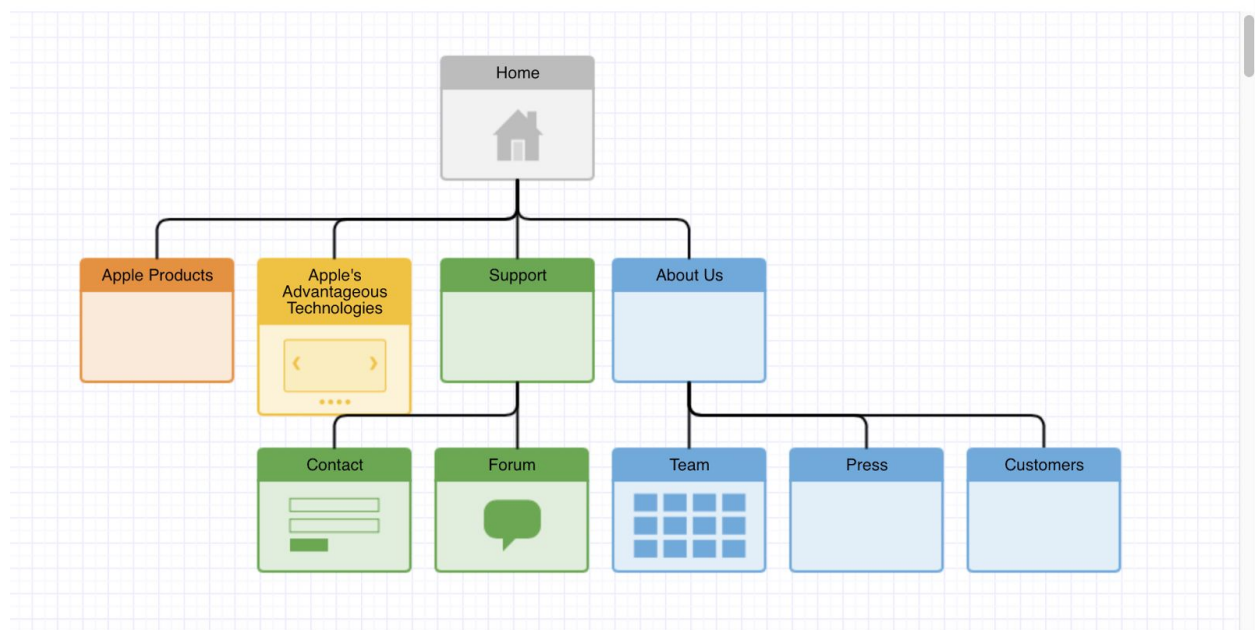 Home
Apple Products
Apple's
Advantageous
Technologies
Support
About Us
Contact
Forum
Team
Press
Customers